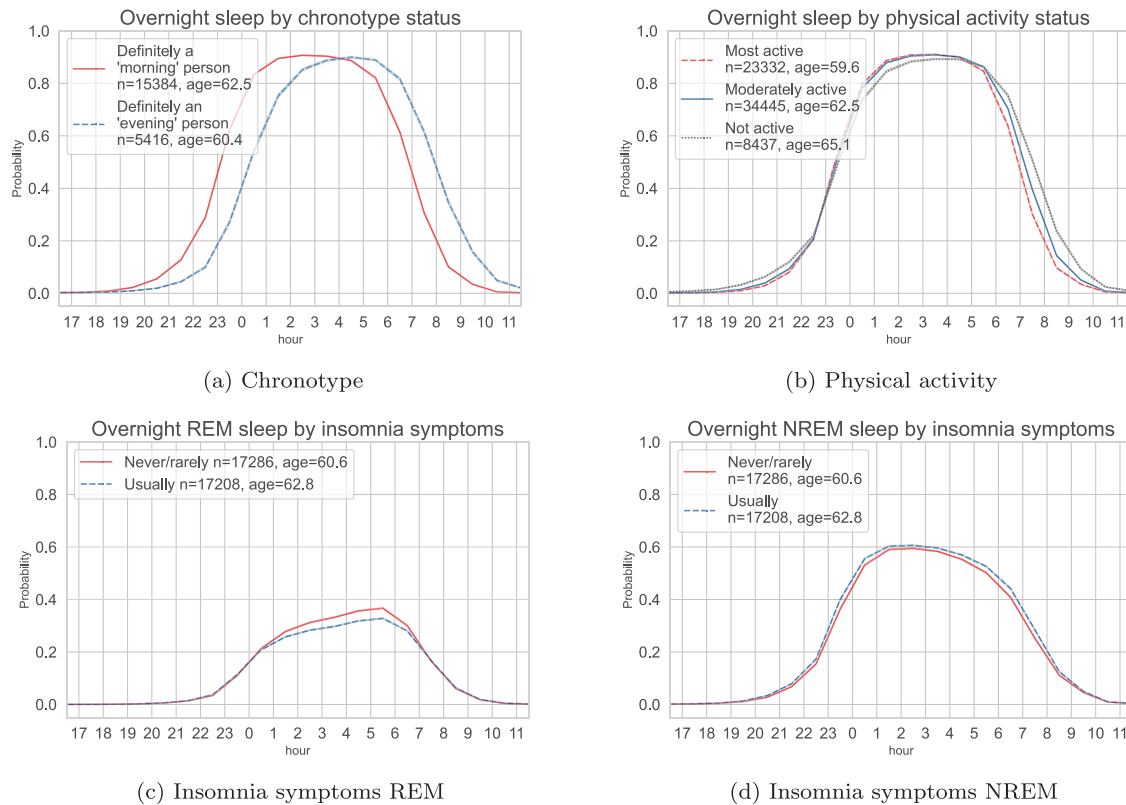 Overnight sleep by chronotype status
1.0
0.8
0.6
0.4
0.2
0.0
Probability
Definitely a
'morning' person
n=15384, age=62.5
Definitely an
'evening' person
n=5416, age=60.4
17 18 19 20 21 22 23 0 1 2 3 4 5 6 7 8 9 10 11
hour
(a) Chronotype
Overnight sleep by physical activity status
1.0
0.8
0.6
0.4
0.2
0.0
Probability
Most active
n=23332, age=59.6
Moderately active
n=34445, age=62.5
Not active
n=8437, age=65.1
17 18 19 20 21 22 23 0 1 2 3 4 5 6 7 8 9 10 11
hour
(b) Physical activity
Overnight REM sleep by insomnia symptoms
1.0
0.8
0.6
0.4
0.2
0.0
Probability
Never/rarely n=17286, age=60.6
Usually n=17208, age=62.8
17 18 19 20 21 22 23 0 1 2 3 4 5 6 7 8 9 10 11
hour
(c) Insomnia symptoms REM
Overnight NREM sleep by insomnia symptoms
1.0
0.8
0.6
0.4
0.2
0.0
Probability
Never/rarely
n=17286, age=60.6
Usually
n=17208, age=62.8
17 18 19 20 21 22 23 0 1 2 3 4 5 6 7 8 9 10 11
hour
(d) Insomnia symptoms NREM